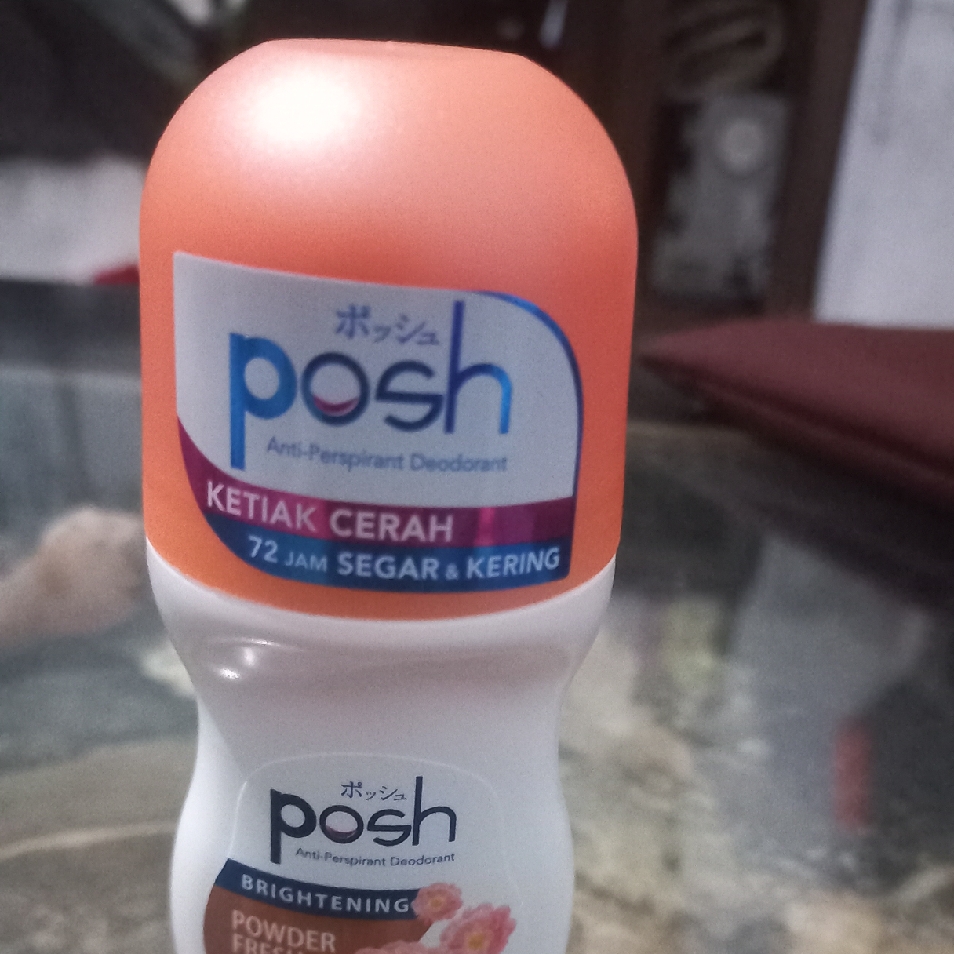 ポッシュ
posh
Anti-Perspirant Deodorant
KETIAK CERAH
72 JAM SEGAR & KERING
ポッシュ
posh
Anti-Perspirant Deodorant
BRIGHTENING
POWDER